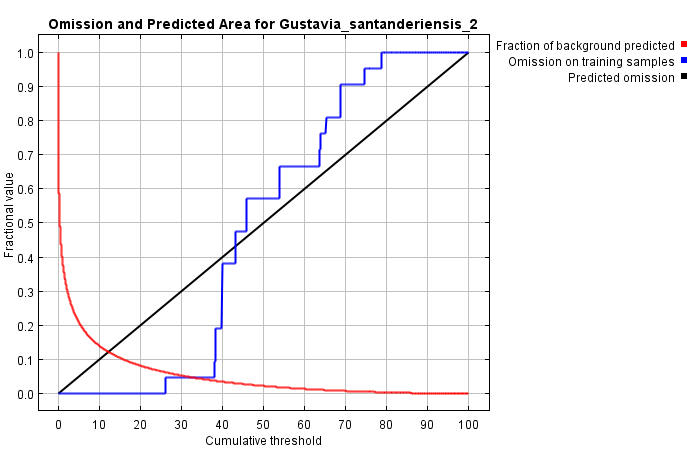 Omission and Predicted Area for Gustavia_santanderiensis_2
Fraction of background predicted
Omission on training samples
Predicted omission
Fractional value
1.0
0.9
0.8
0.7
0.6
0.5
0.4
0.3
0.2
0.1
0.0
0 10 20 30 40 50 60 70 80 90 100
Cumulative threshold